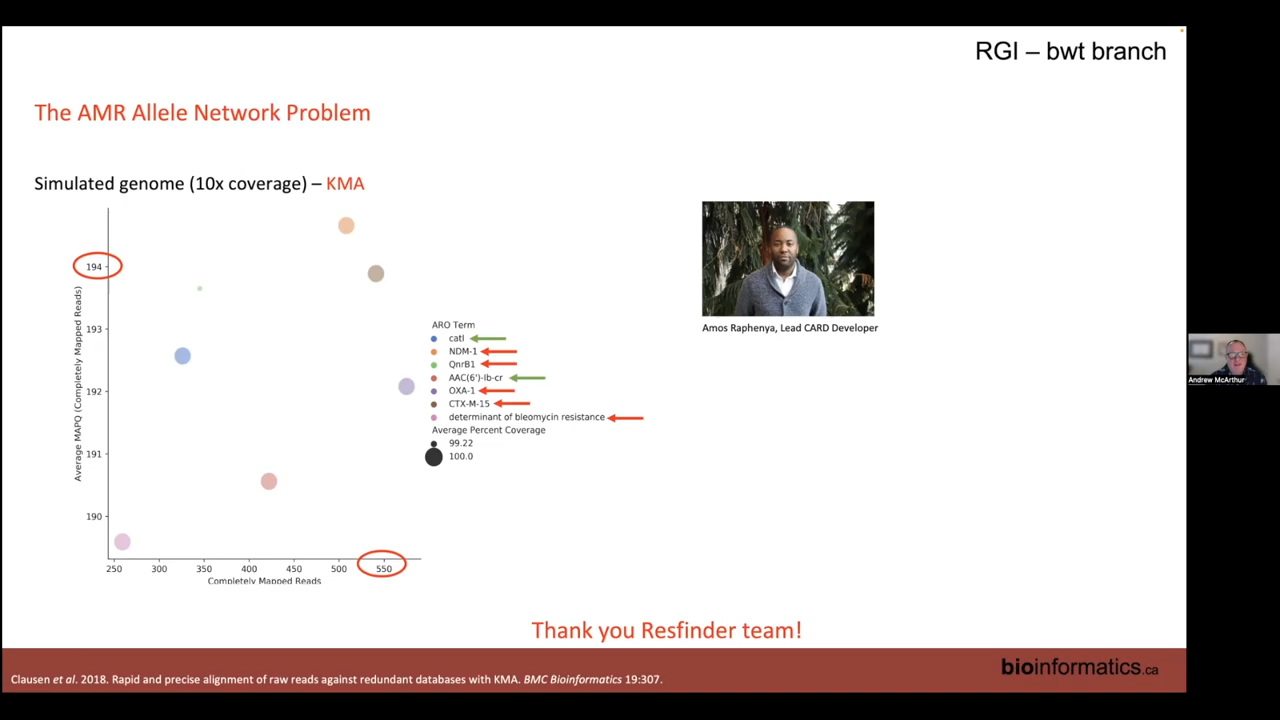 RGI – bwt branch
The AMR Allele Network Problem
Simulated genome (10x coverage) – KMA
194
193
192
191
190
Average MAPQ (Completely Mapped Reads)
250 300 350 400 450 500 550
Completely Mapped Reads
ARO Term
catI
NDM-1
QnrB1
AAC(6')-Ib-cr
OXA-1
CTX-M-15
determinant of bleomycin resistance
Average Percent Coverage
99.22
100.0
Amos Raphenya, Lead CARD Developer
Andrew McArthur
Thank you Resfinder team!
bioinformatics.ca
Clausen et al. 2018. Rapid and precise alignment of raw reads against redundant databases with KMA. BMC Bioinformatics 19:307.